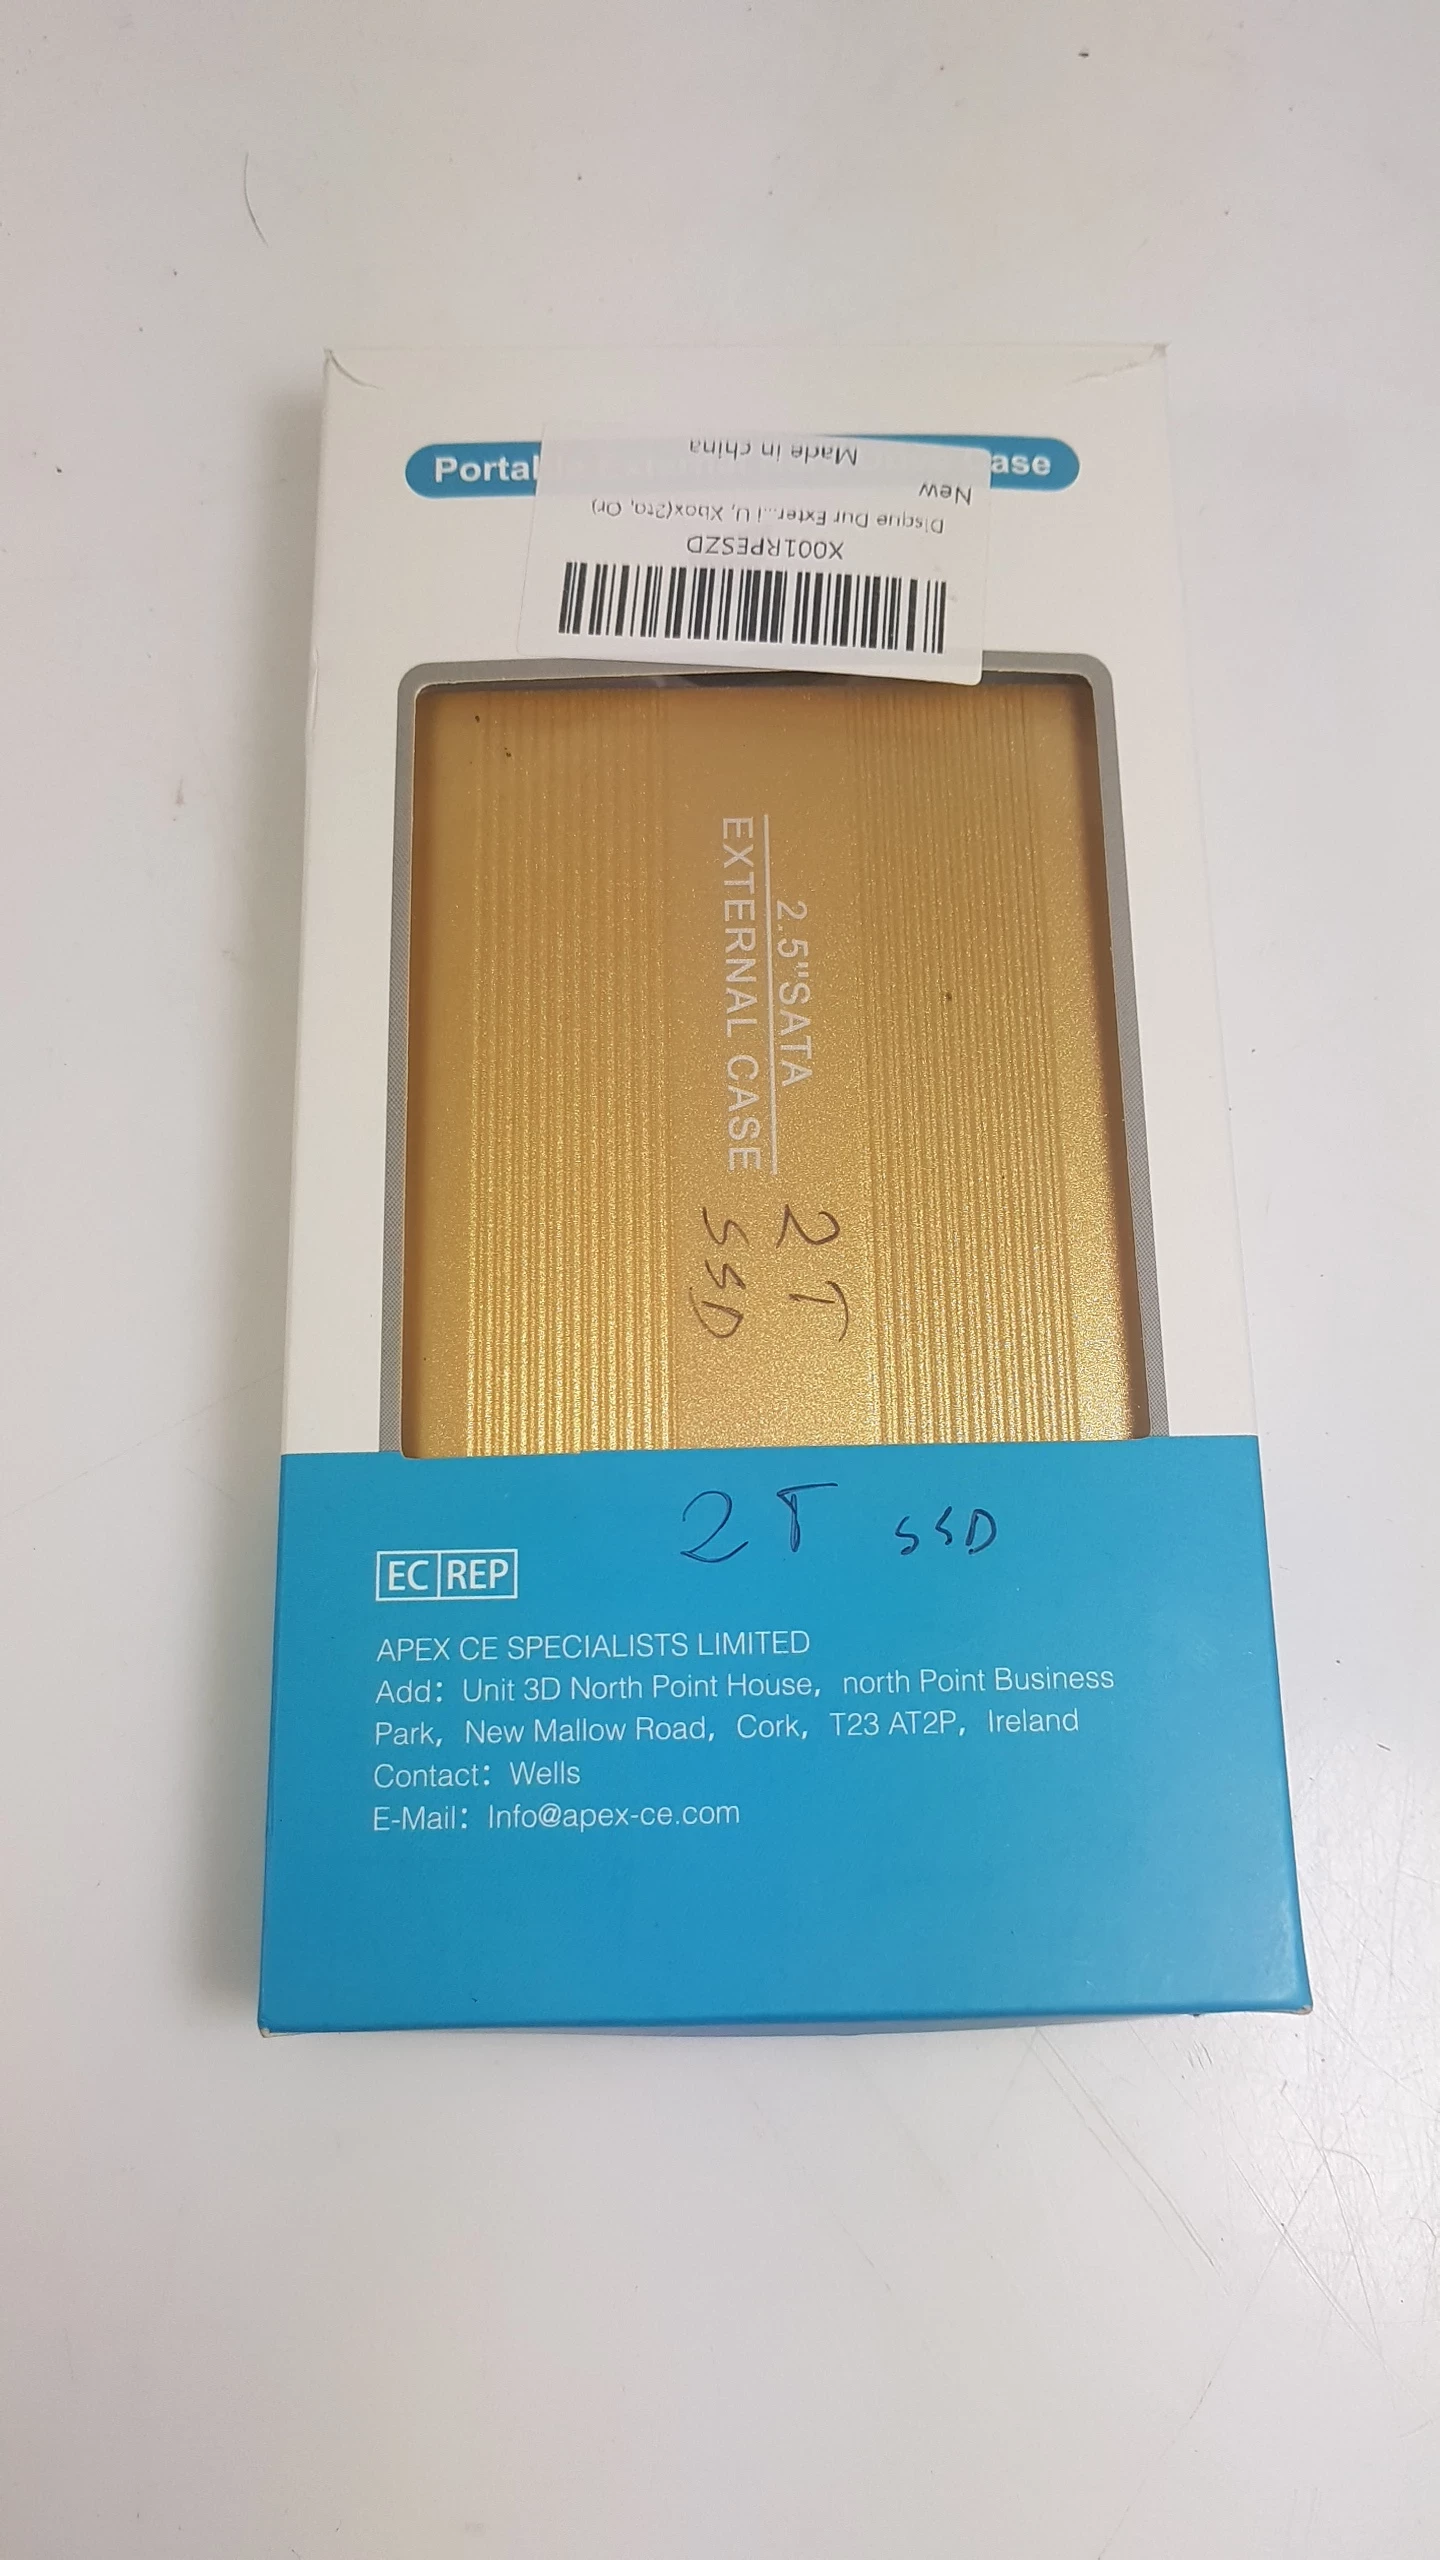 Portal
ase
Made in china
New
Disque Dur Exter...i U, Xbox(2to, Or)
X001RPESZD
2.5"SATA
EXTERNAL CASE
2T
SSD
2T SSD
EC REP
APEX CE SPECIALISTS LIMITED
Add: Unit 3D North Point House, north Point Business
Park, New Mallow Road, Cork, T23 AT2P, Ireland
Contact: Wells
E-Mail: Info@apex-ce.com